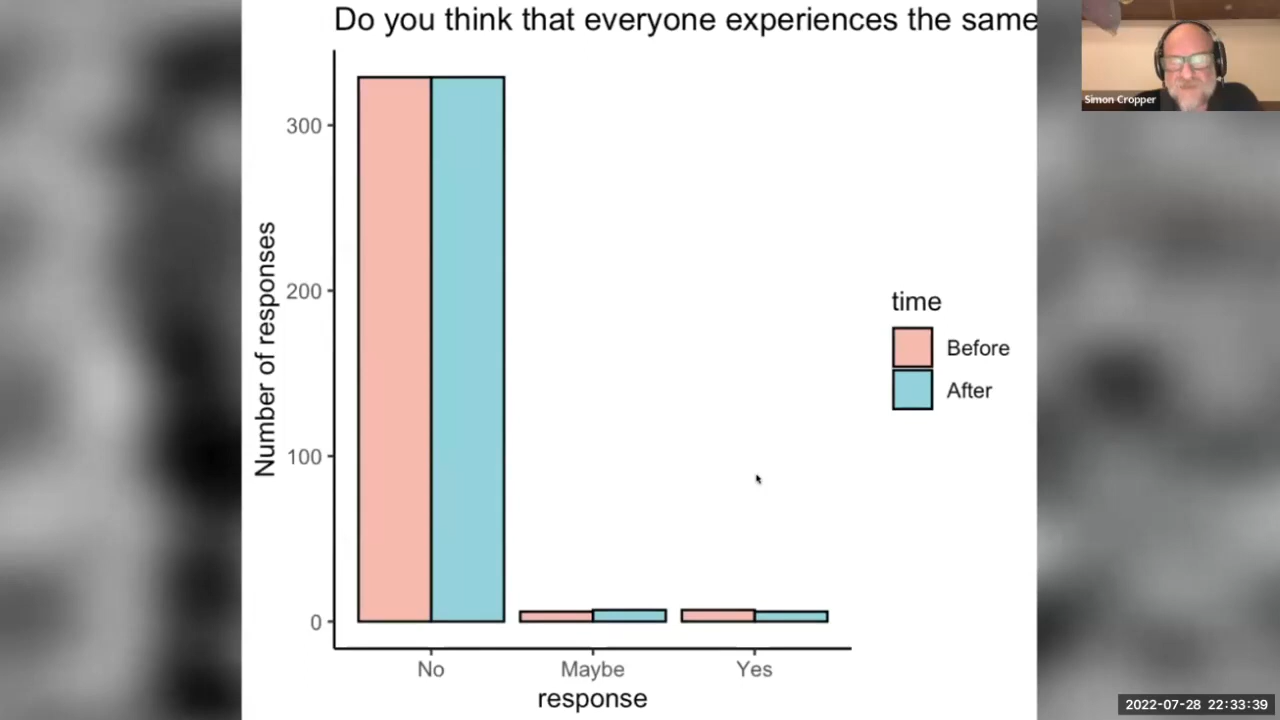 Do you think that everyone experiences the same
Simon Cropper
300
200
100
0
Number of responses
No
Maybe
Yes
response
time
Before
After
2022-07-28 22:33:39